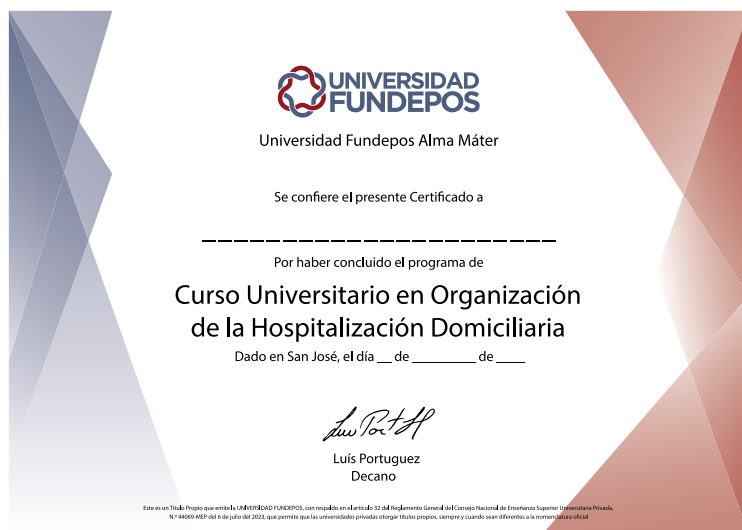 UNIVERSIDAD
FUNDEPOS
Universidad Fundepos Alma Máter
Se confiere el presente Certificado a
______________________
Por haber concluido el programa de
Curso Universitario en Organización
de la Hospitalización Domiciliaria
Dado en San José, el día __ de ________ de ____
Luís Portuguez
Decano
Este es un Título Propio que emite la UNIVERSIDAD FUNDEPOS, con respaldo en el artículo 32 del Reglamento General del Consejo Nacional de Enseñanza Superior Universitaria Privada,
N.º 44069-MEP del 6 de julio del 2023, que permite que las universidades privadas otorgar títulos propios, siempre y cuando sean diferentes a la nomenclatura oficial